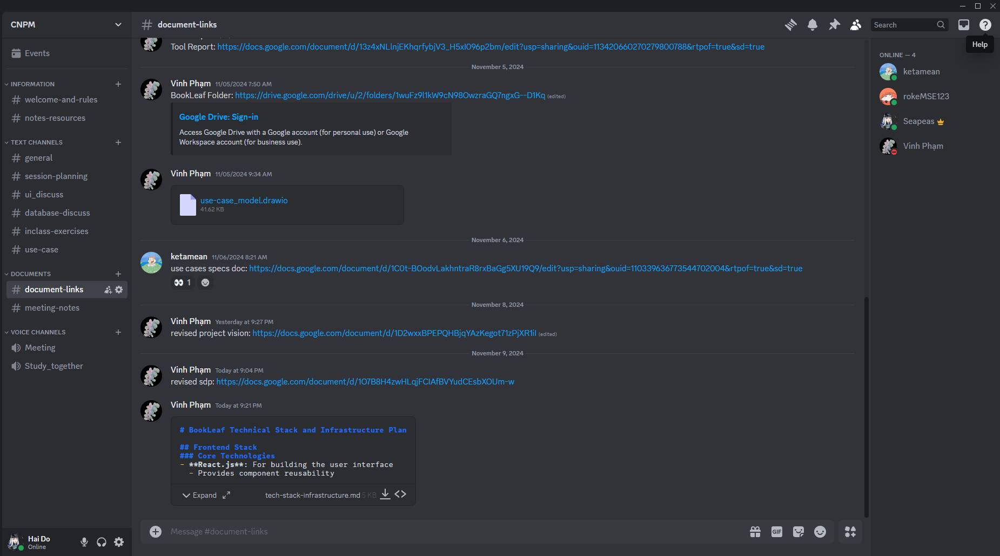 CNPM
Events
INFORMATION
welcome-and-rules
notes-resources
TEXT CHANNELS
general
session-planning
ui_discuss
database-discuss
inclass-exercises
use-case
DOCUMENTS
document-links
meeting-notes
VOICE CHANNELS
Meeting
Study_together
Hai Do
Online
document-links
Search
Help
Tool Report: https://docs.google.com/document/d/13z4xNLlnjEKhqrfybjV3_H5xI096p2bm/edit?usp=sharing&ouid=113420660270279800788&rtpof=true&sd=true
November 5, 2024
Vinh Phạm 11/05/2024 7:50 AM
BookLeaf Folder: https://drive.google.com/drive/u/2/folders/1wuFz9l1kW9cN98OwzraGQ7ngxG--D1Kq (edited)
Google Drive: Sign-in
Access Google Drive with a Google account (for personal use) or Google
Workspace account (for business use).
Vinh Phạm 11/05/2024 9:34 AM
use-case_model.drawio
41.62 KB
November 6, 2024
ketamean 11/06/2024 8:21 AM
use cases specs doc: https://docs.google.com/document/d/1C0t-BOodvLakhntraR8rxBaGg5XU19Q9/edit?usp=sharing&ouid=110339636773544702004&rtpof=true&sd=true
1
November 8, 2024
Vinh Phạm Yesterday at 9:27 PM
revised project vision: https://docs.google.com/document/d/1D2wxxBPEPQHBjqYAzKegot71zPjXR1iI (edited)
November 9, 2024
Vinh Phạm Today at 9:04 PM
revised sdp: https://docs.google.com/document/d/1O7B8H4zwHLqjFCIAfBVYudCEsbXOUm-w
Vinh Phạm Today at 9:21 PM
# BookLeaf Technical Stack and Infrastructure Plan
## Frontend Stack
### Core Technologies
- **React.js**: For building the user interface
- Provides component reusability
Expand
tech-stack-infrastructure.md 5 KB
Message #document-links
GIF
ONLINE — 4
ketamean
rokeMSE123
Seapeas
Vinh Phạm